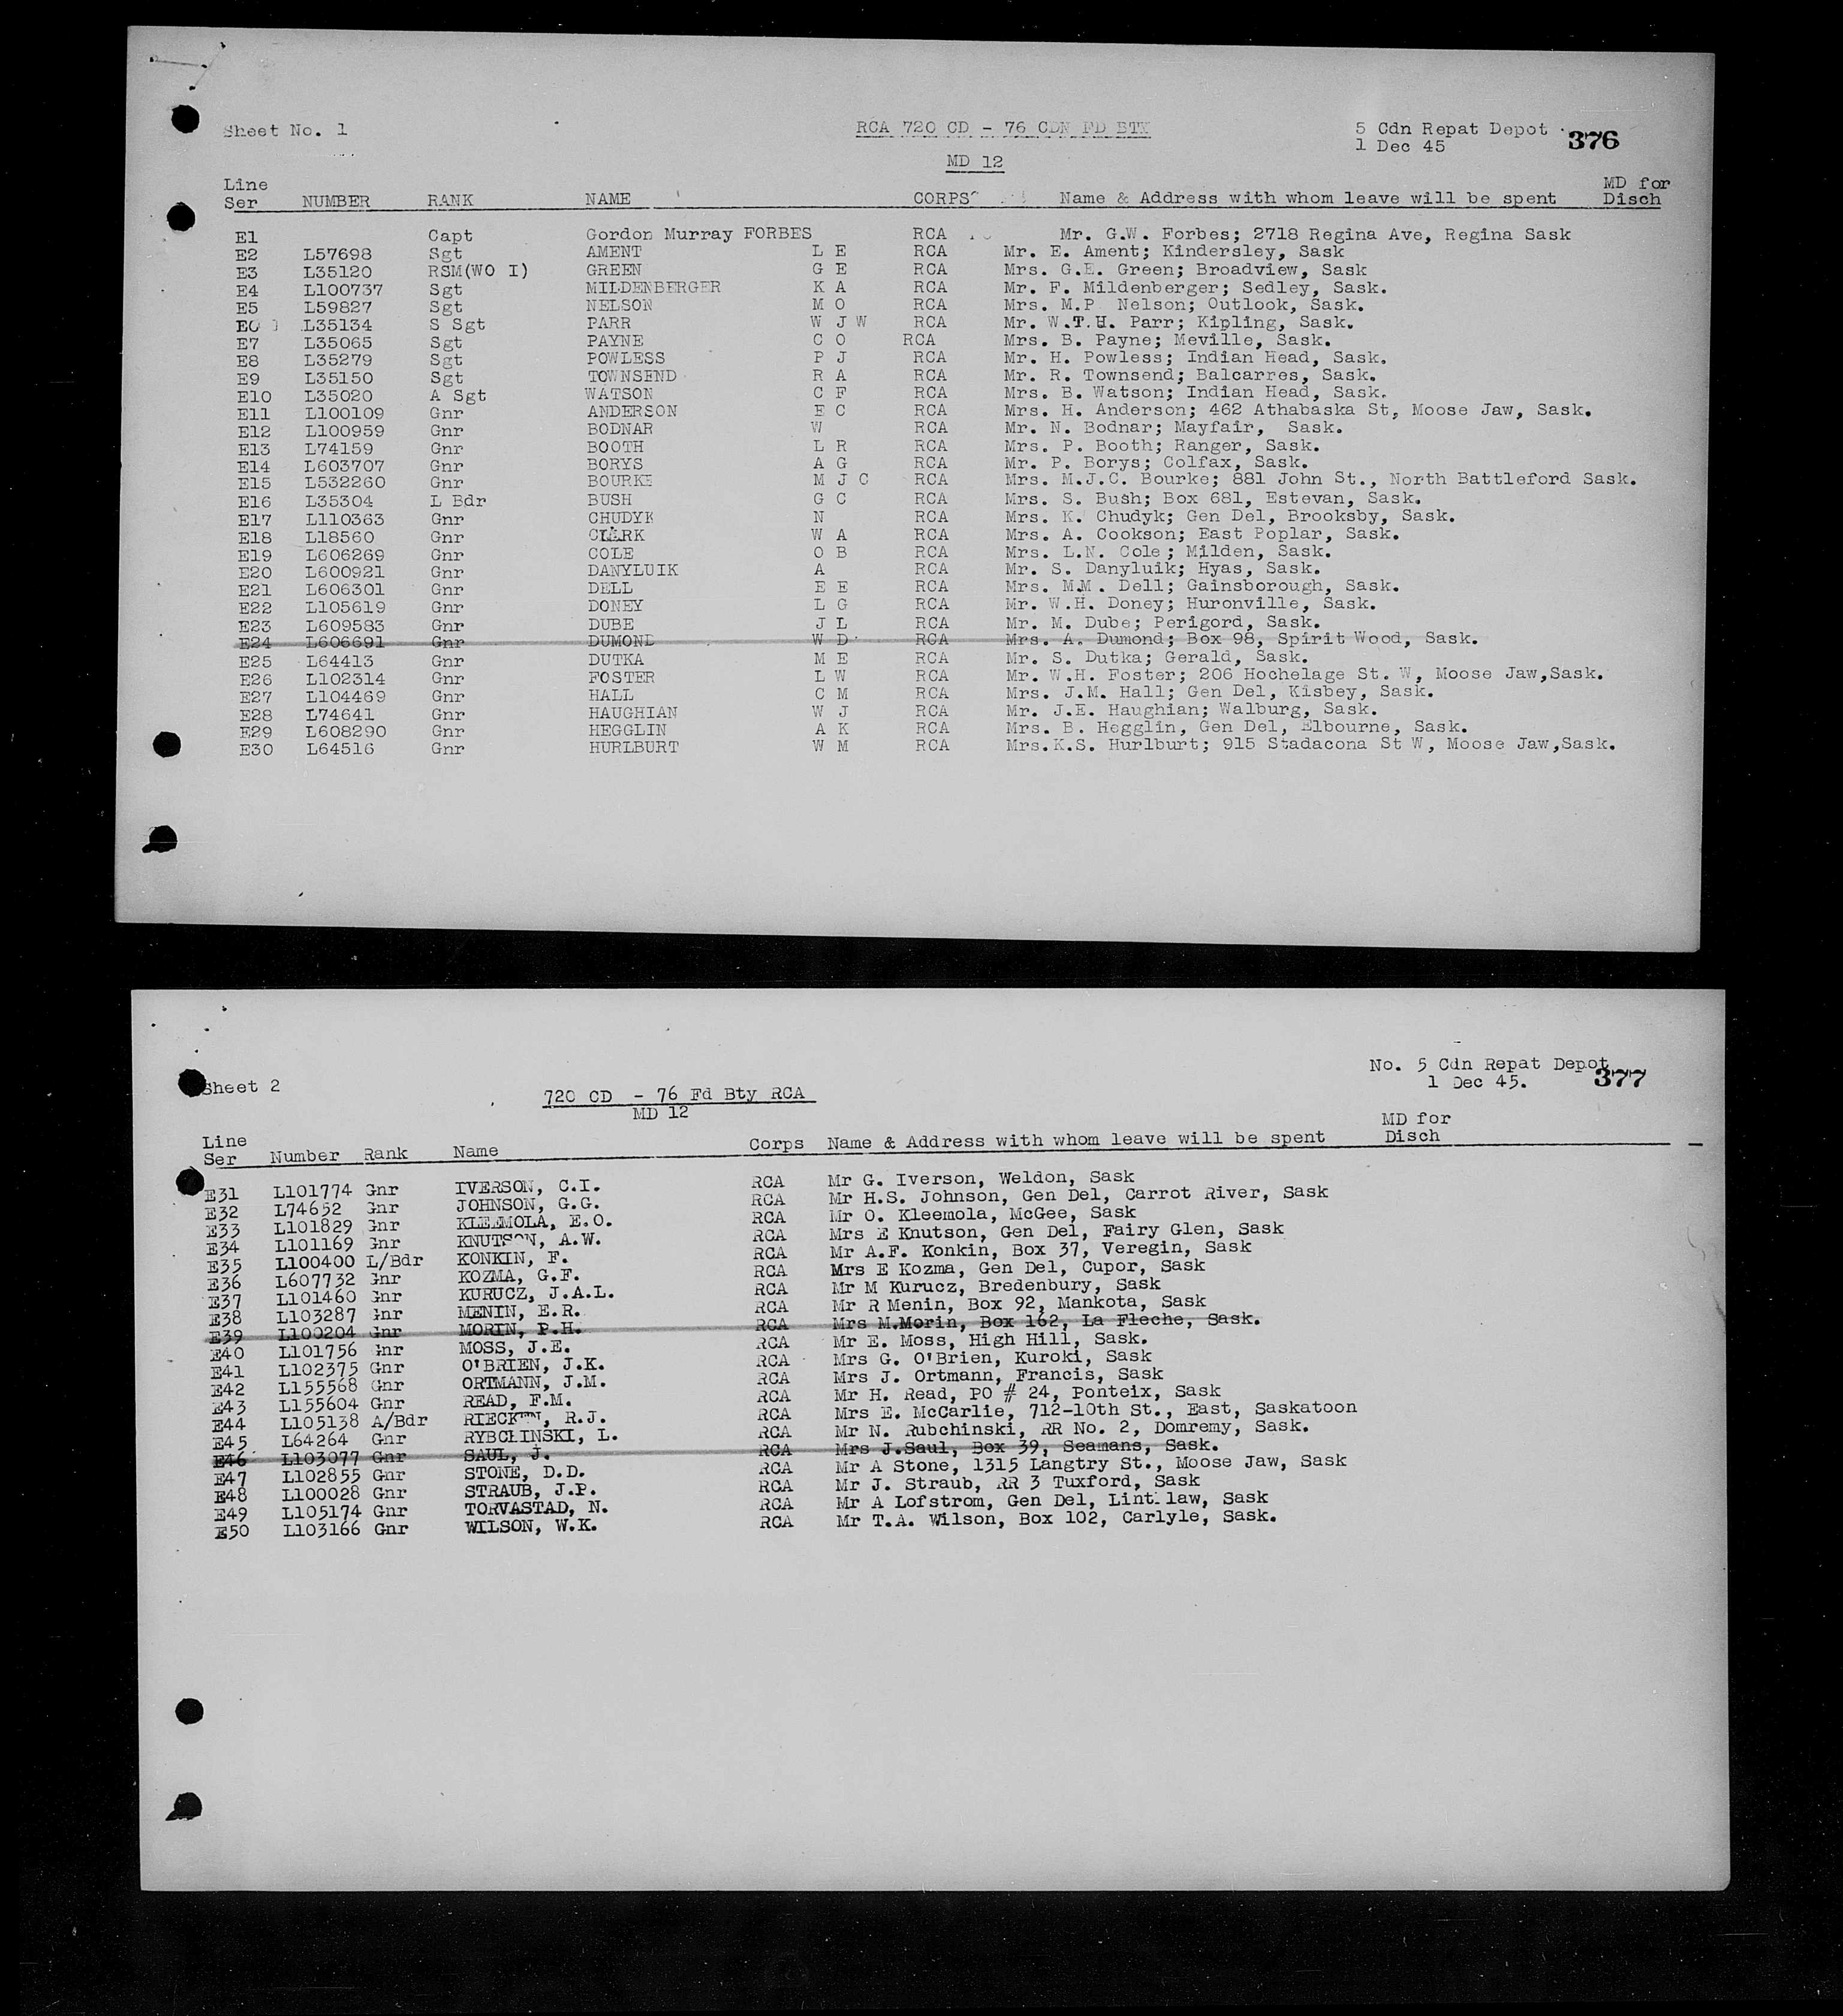 Sheet No. 1 RCA 720 CD - 76 CDN FD BTY 5 Cdn Repat Depot 376
1 Dec 45
MD 12
Line Ser NUMBER RANK NAME CORPS Name & Address with whom leave will be spent MD for Disch
E1 Capt Gordon Murray FORBES RCA Mr. G.W. Forbes; 2718 Regina Ave, Regina Sask
E2 L57698 Sgt AMENT L E RCA Mr. E. Ament; Kindersley, Sask
E3 L35120 RSM(WO I) GREEN G E RCA Mrs. G.E. Green; Broadview, Sask
E4 L100737 Sgt MILDENBERGER K A RCA Mr. F. Mildenberger; Sedley, Sask.
E5 L59827 Sgt NELSON M O RCA Mrs. M.P Nelson; Outlook, Sask.
E6 L35134 S Sgt PARR W J W RCA Mr. W.T.H. Parr; Kipling, Sask.
E7 L35065 Sgt PAYNE C O RCA Mrs. B. Payne; Meville, Sask.
E8 L35279 Sgt POWLESS P J RCA Mr. H. Powless; Indian Head, Sask.
E9 L35150 Sgt TOWNSEND R A RCA Mr. R. Townsend; Balcarres, Sask.
E10 L35020 A Sgt WATSON C F RCA Mrs. B. Watson; Indian Head, Sask.
E11 L100109 Gnr ANDERSON E C RCA Mrs. H. Anderson; 462 Athabaska St, Moose Jaw, Sask.
E12 L100959 Gnr BODNAR W RCA Mr. N. Bodnar; Mayfair, Sask.
E13 L74159 Gnr BOOTH L R RCA Mrs. P. Booth; Ranger, Sask.
E14 L603707 Gnr BORYS A G RCA Mr. P. Borys; Colfax, Sask.
E15 L532260 Gnr BOURKE M J C RCA Mrs. M.J.C. Bourke; 881 John St., North Battleford Sask.
E16 L35304 L Bdr BUSH G C RCA Mrs. S. Bush; Box 681, Estevan, Sask.
E17 L110363 Gnr CHUDYK N RCA Mrs. K. Chudyk; Gen Del, Brooksby, Sask.
E18 L18560 Gnr CLARK W A RCA Mrs. A. Cookson; East Poplar, Sask.
E19 L606269 Gnr COLE O B RCA Mrs. L.N. Cole; Milden, Sask.
E20 L600921 Gnr DANYLUIK A RCA Mr. S. Danyluik; Hyas, Sask.
E21 L606301 Gnr DELL E E RCA Mrs. M.M. Dell; Gainsborough, Sask.
E22 L105619 Gnr DONEY L G RCA Mr. W.H. Doney; Huronville, Sask.
E23 L609583 Gnr DUBE J L RCA Mr. M. Dube; Perigord, Sask.
E24 L606691 Gnr DUMOND W D RCA Mrs. A. Dumond; Box 98, Spirit Wood, Sask.
E25 L64413 Gnr DUTKA M E RCA Mr. S. Dutka; Gerald, Sask.
E26 L102314 Gnr FOSTER L W RCA Mr. W.H. Foster; 206 Hochelage St. W, Moose Jaw,Sask.
E27 L104469 Gnr HALL C M RCA Mrs. J.M. Hall; Gen Del, Kisbey, Sask.
E28 L74641 Gnr HAUGHIAN W J RCA Mr. J.E. Haughian; Walburg, Sask.
E29 L608290 Gnr HEGGLIN A K RCA Mrs. B. Hegglin, Gen Del, Elbourne, Sask.
E30 L64516 Gnr HURLBURT W M RCA Mrs.K.S. Hurlburt; 915 Stadacona St W, Moose Jaw,Sask.
Sheet 2 720 CD - 76 Fd Bty RCA No. 5 Cdn Repat Depot 377
MD 12 1 Dec 45.
Line Ser Number Rank Name Corps Name & Address with whom leave will be spent MD for Disch
E31 L101774 Gnr IVERSON, C.I. RCA Mr G. Iverson, Weldon, Sask
E32 L74652 Gnr JOHNSON, G.G. RCA Mr H.S. Johnson, Gen Del, Carrot River, Sask
E33 L101829 Gnr KLEEMOLA, E.O. RCA Mr O. Kleemola, McGee, Sask
E34 L101169 Gnr KNUTSON, A.W. RCA Mrs E Knutson, Gen Del, Fairy Glen, Sask
E35 L100400 L/Bdr KONKIN, F. RCA Mr A.F. Konkin, Box 37, Veregin, Sask
E36 L607732 Gnr KOZMA, G.F. RCA Mrs E Kozma, Gen Del, Cupor, Sask
E37 L101460 Gnr KURUCZ, J.A.L. RCA Mr M Kurucz, Bredenbury, Sask
E38 L103287 Gnr MENIN, E.R. RCA Mr R Menin, Box 92, Mankota, Sask
E39 L100204 Gnr MORIN, P.H. RCA Mrs M.Morin, Box 162, La Fleche, Sask.
E40 L101756 Gnr MOSS, J.E. RCA Mr E. Moss, High Hill, Sask.
E41 L102375 Gnr O'BRIEN, J.K. RCA Mrs G. O'Brien, Kuroki, Sask
E42 L155568 Gnr ORTMANN, J.M. RCA Mrs J. Ortmann, Francis, Sask
E43 L155604 Gnr READ, F.M. RCA Mr H. Read, PO # 24, Ponteix, Sask
E44 L105138 A/Bdr RIECKEN, R.J. RCA Mrs E. McCarlie, 712-10th St., East, Saskatoon
E45 L64264 Gnr RYBCHINSKI, L. RCA Mr N. Rubchinski, RR No. 2, Domremy, Sask.
E46 L103077 Gnr SAUL, J. RCA Mrs J.Saul, Box 39, Seamans, Sask.
E47 L102855 Gnr STONE, D.D. RCA Mr A Stone, 1315 Langtry St., Moose Jaw, Sask
E48 L100028 Gnr STRAUB, J.P. RCA Mr J. Straub, RR 3 Tuxford, Sask
E49 L105174 Gnr TORVASTAD, N. RCA Mr A Lofstrom, Gen Del, Lintlaw, Sask
E50 L103166 Gnr WILSON, W.K. RCA Mr T.A. Wilson, Box 102, Carlyle, Sask.